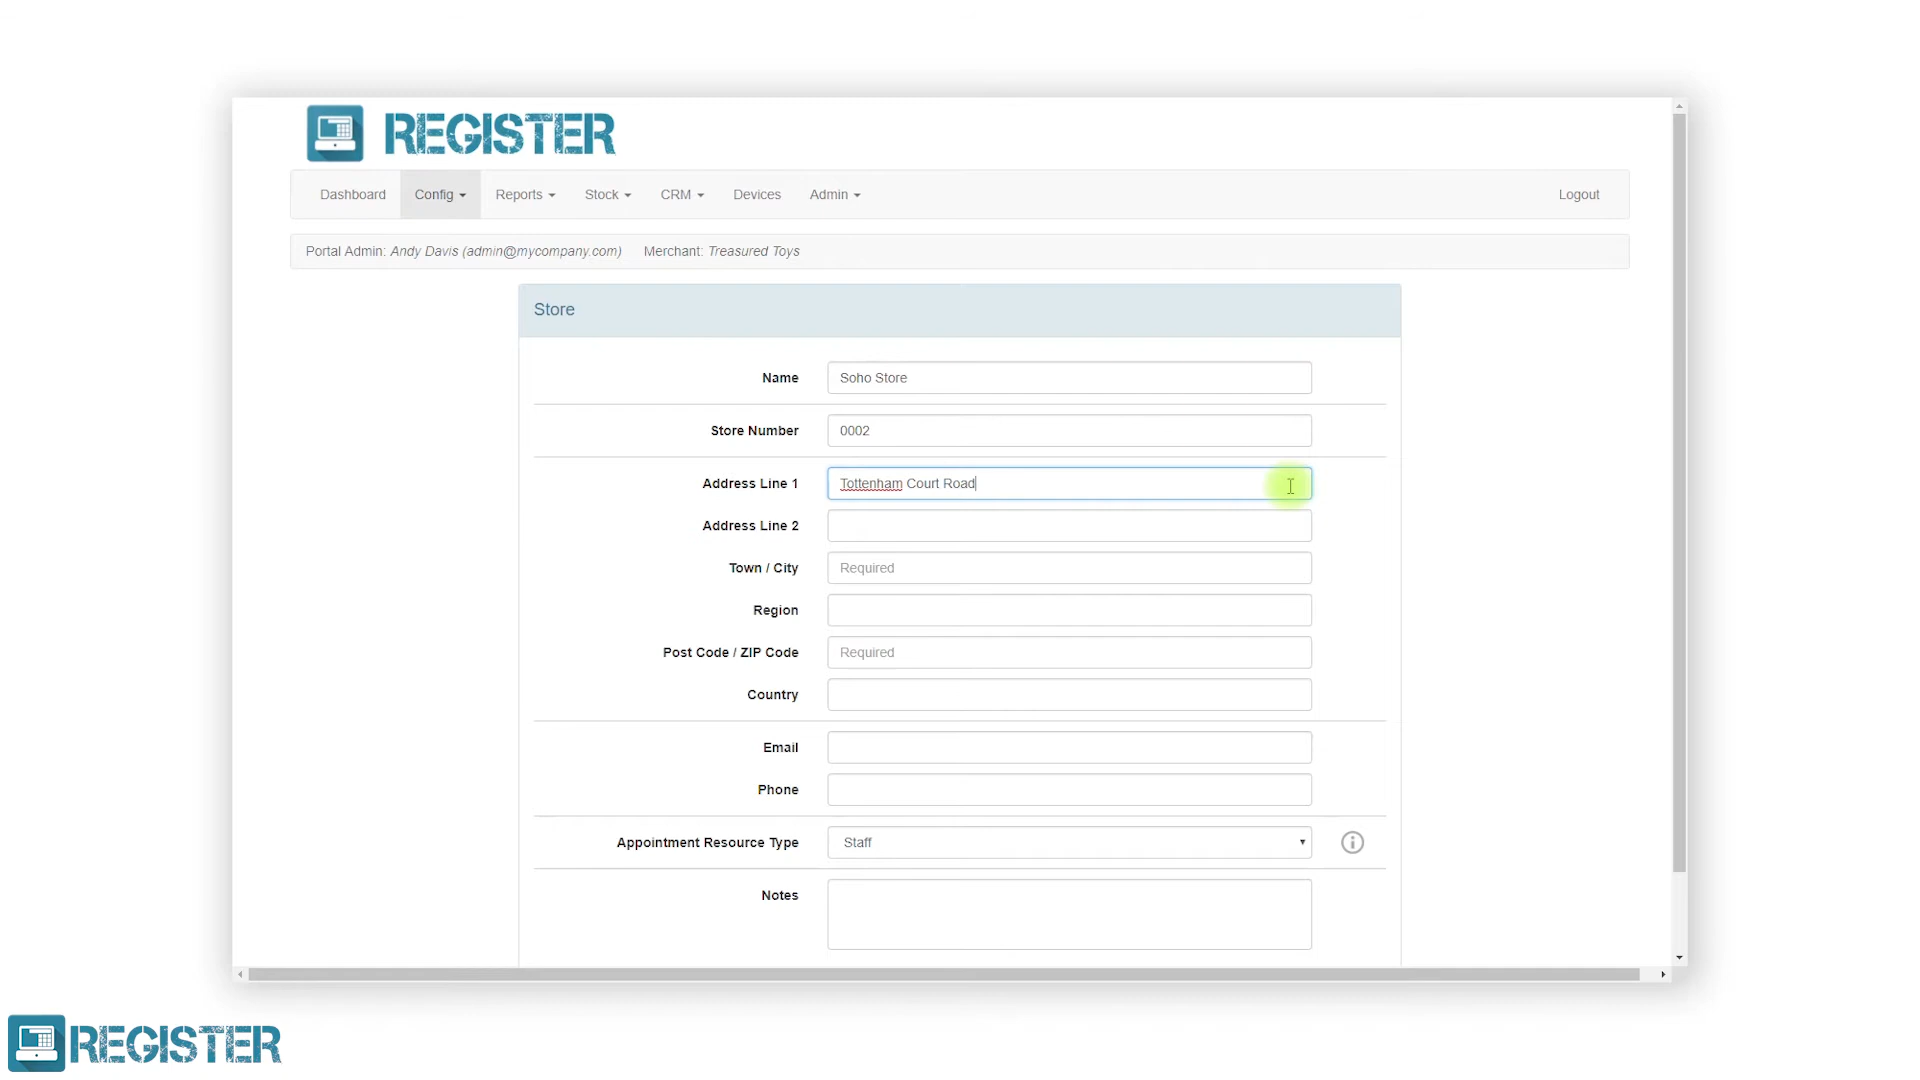 REGISTER
Dashboard Config Reports Stock CRM Devices Admin Logout
Portal Admin: Andy Davis (admin@mycompany.com) Merchant: Treasured Toys
Store
Name Soho Store
Store Number 0002
Address Line 1 Tottenham Court Road
Address Line 2
Town / City Required
Region
Post Code / ZIP Code Required
Country
Email
Phone
Appointment Resource Type Staff
Notes
REGISTER